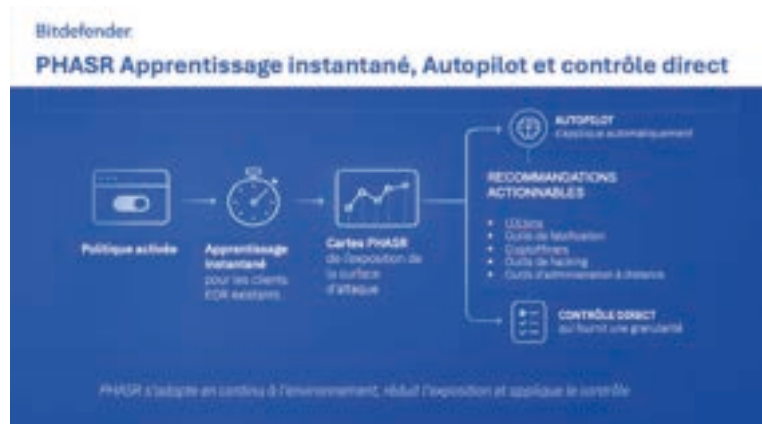 Bitdefender
PHASR Apprentissage instantané, Autopilot et contrôle direct
AUTOPILOT
s'applique automatiquement
RECOMMANDATIONS
ACTIONNABLES
LOLbins
Outils de falsification
Cryptominers
Outils de hacking
Outils d'administration à distance
Politique activée
Apprentissage
instantané
pour les clients
EDR existants
Cartes PHASR
de l'exposition de
la surface
d'attaque
CONTRÔLE DIRECT
qui fournit une granularité
PHASR s'adapte en continu à l'environnement, réduit l'exposition et applique le contrôle